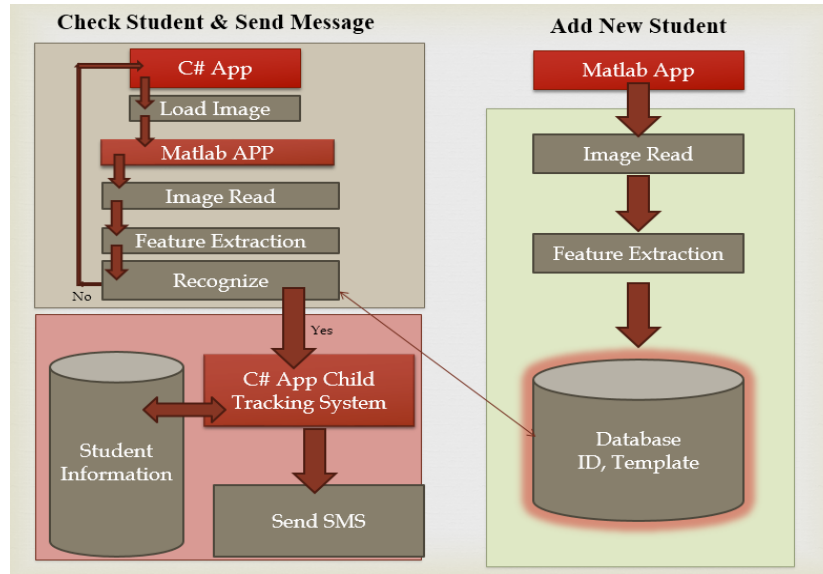 Check Student & Send Message
C# App
Load Image
Matlab APP
Image Read
Feature Extraction
Recognize
No
Yes
C# App Child
Tracking System
Student
Information
Send SMS
Add New Student
Matlab App
Image Read
Feature Extraction
Database
ID, Template